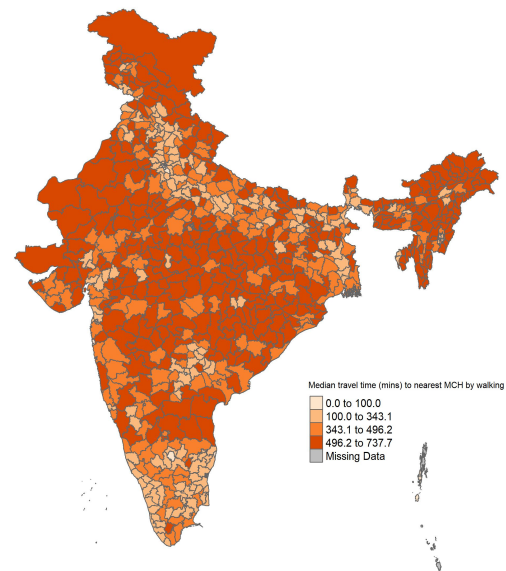 Median travel time (mins) to nearest MCH by walking
0.0 to 100.0
100.0 to 343.1
343.1 to 496.2
496.2 to 737.7
Missing Data